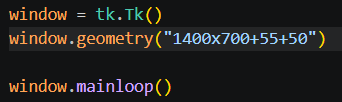 window = tk.Tk()
window.geometry("1400x700+55+50")
window.mainloop()